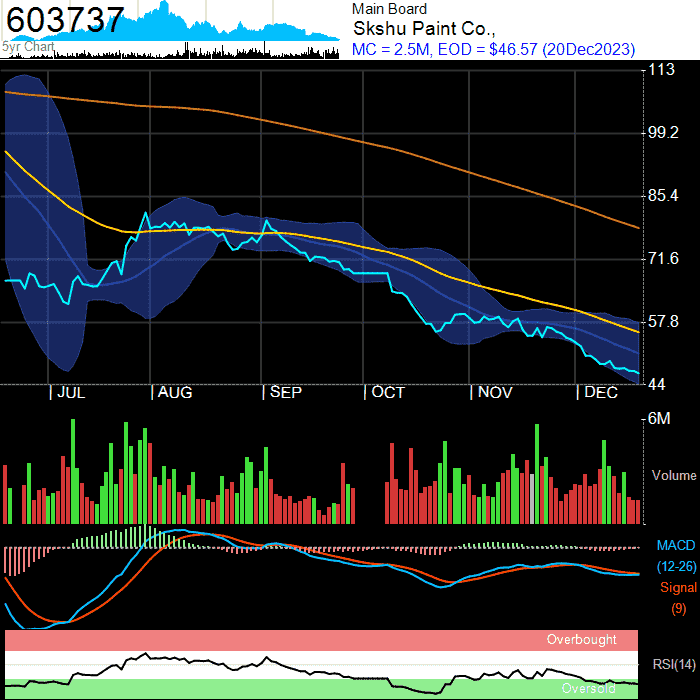 603737
5yr Chart
Main Board
Skshu Paint Co.,
MC = 2.5M, EOD = $46.57 (20Dec2023)
113
99.2
85.4
71.6
57.8
44
| JUL | AUG | SEP | OCT | NOV | DEC
6M
Volume
MACD
(12-26)
Signal
(9)
Overbought
RSI(14)
Oversold